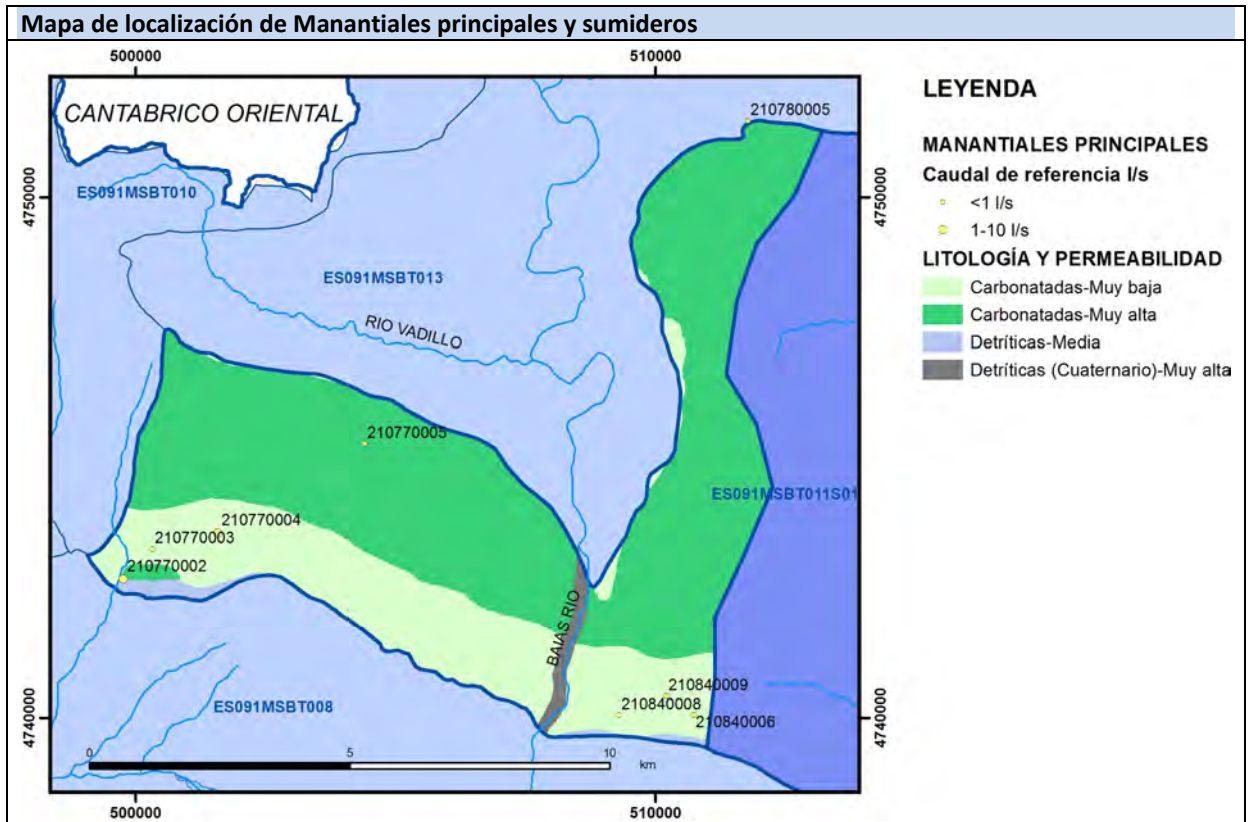 Mapa de localización de Manantiales principales y sumideros
500000
510000
CANTABRICO ORIENTAL
210780005
4750000
4750000
ES091MSBT010
ES091MSBT013
RIO VADILLO
210770005
ES091MSBT011S01
210770004
210770003
210770002
BAIAS RIO
210840009
210840008
210840006
ES091MSBT008
4740000
4740000
0
5
10
km
500000
510000
LEYENDA
MANANTIALES PRINCIPALES
Caudal de referencia l/s
<1 l/s
1-10 l/s
LITOLOGÍA Y PERMEABILIDAD
Carbonatadas-Muy baja
Carbonatadas-Muy alta
Detríticas-Media
Detríticas (Cuaternario)-Muy alta